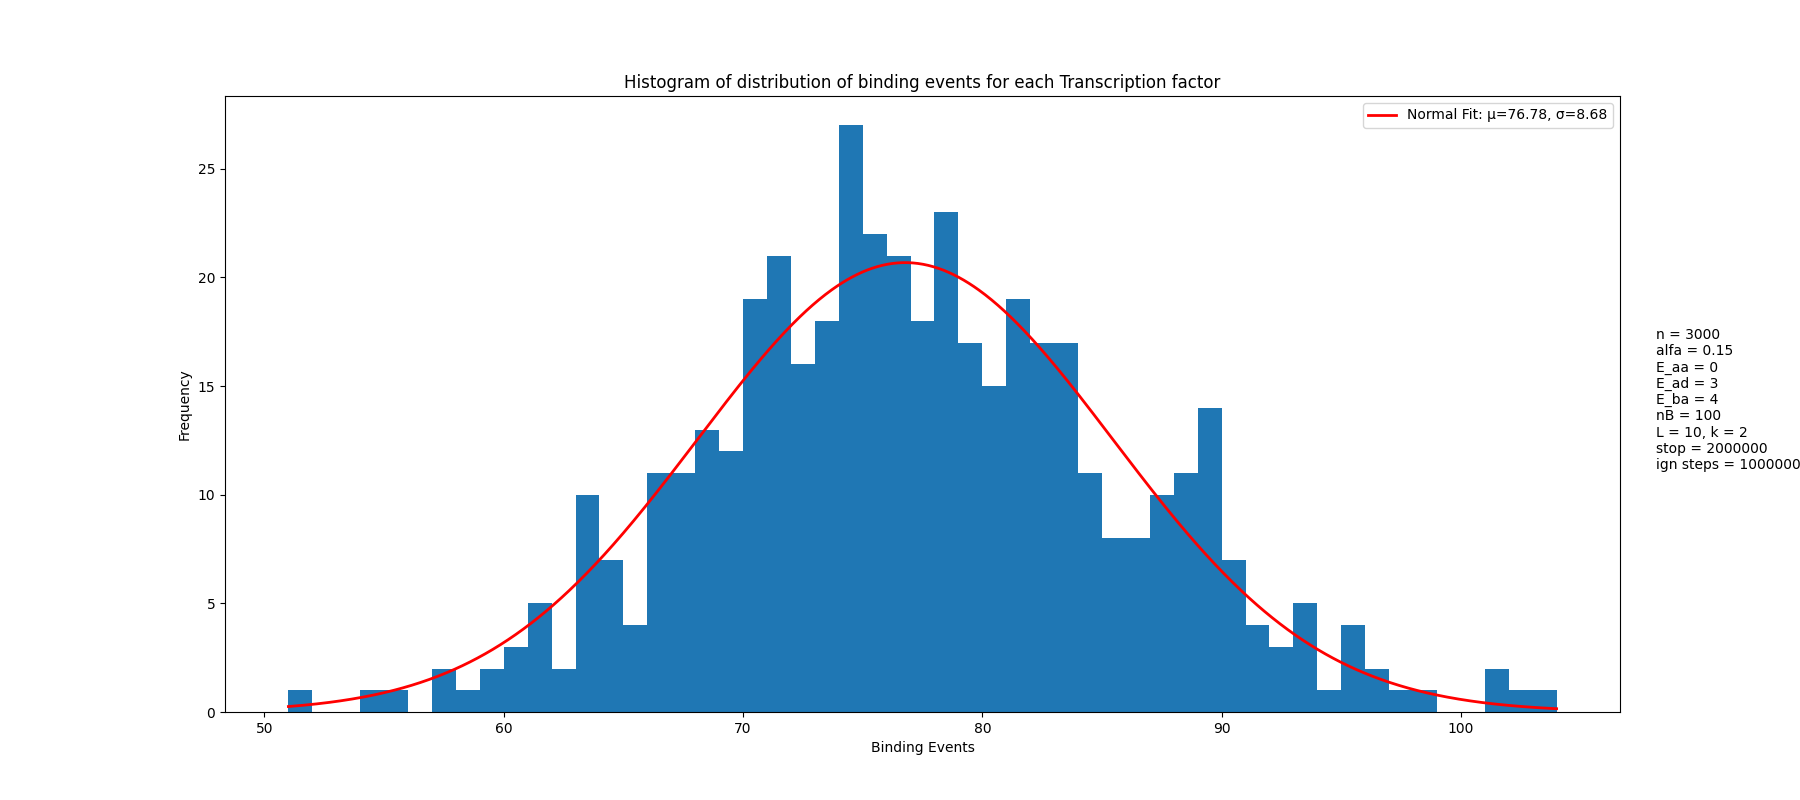 Histogram of distribution of binding events for each Transcription factor
Normal Fit: μ=76.78, σ=8.68
25
20
15
10
5
0
Frequency
50 60 70 80 90 100
Binding Events
n = 3000
alfa = 0.15
E_aa = 0
E_ad = 3
E_ba = 4
nB = 100
L = 10, k = 2
stop = 2000000
ign steps = 1000000